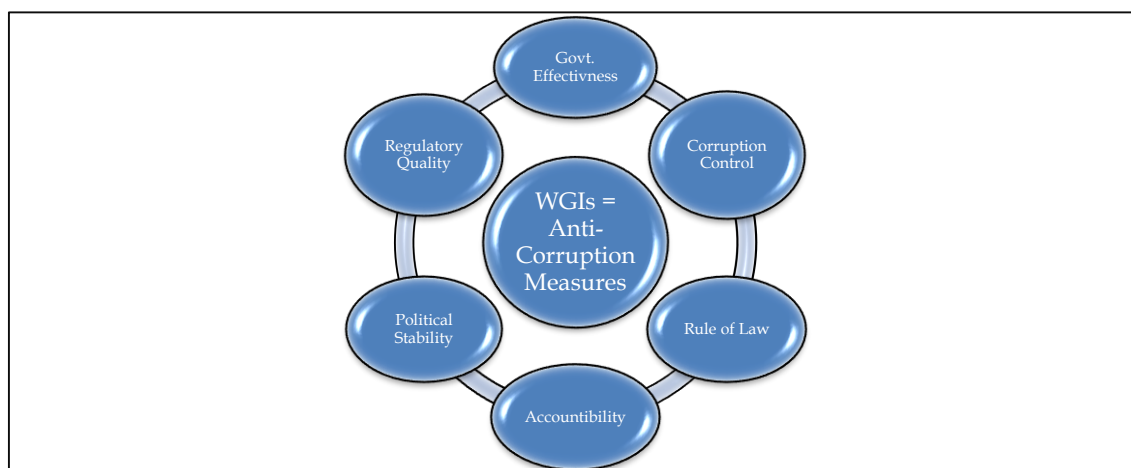 Govt.
Effectivness
Corruption
Control
Rule of Law
Accountibility
Political
Stability
Regulatory
Quality
WGIs =
Anti-
Corruption
Measures